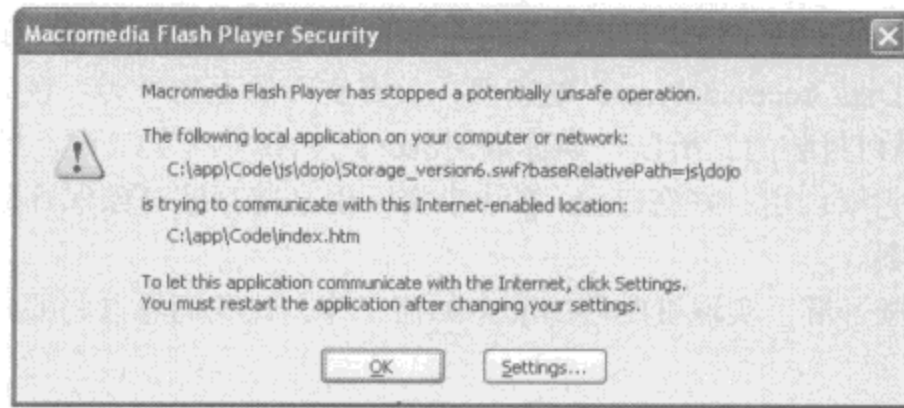 Macromedia Flash Player Security
Macromedia Flash Player has stopped a potentially unsafe operation.
The following local application on your computer or network:
C:\app\Code\js\dojo\Storage_version6.swf?baseRelativePath=js\dojo
is trying to communicate with this Internet-enabled location:
C:\app\Code\index.htm
To let this application communicate with the Internet, click Settings.
You must restart the application after changing your settings.
OK
Settings...